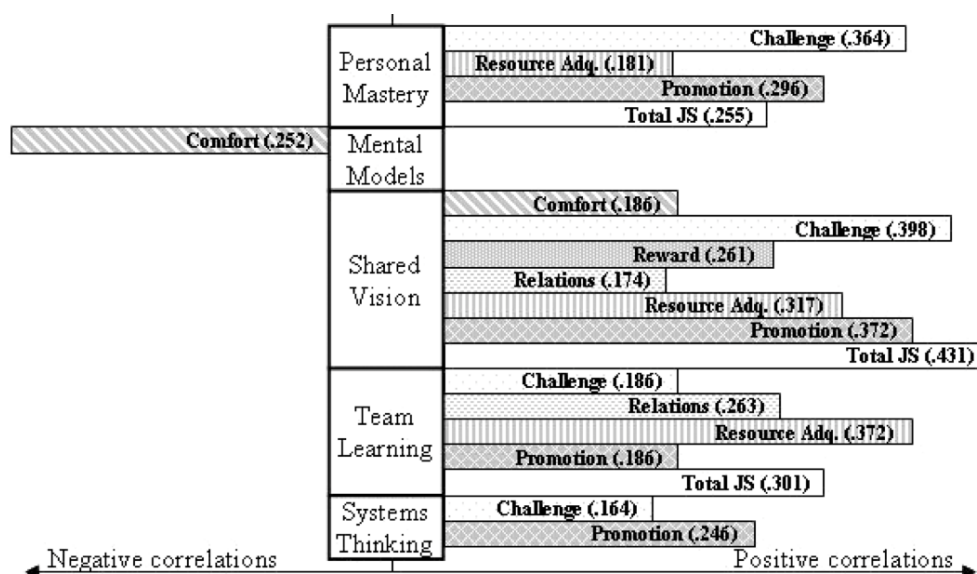 Challenge (.364)
Personal
Mastery
Resource Adq. (.181)
Promotion (.296)
Total JS (.255)
Comfort (.252)
Mental
Models
Comfort (.186)
Challenge (.398)
Reward (.261)
Shared
Vision
Relations (.174)
Resource Adq. (.317)
Promotion (.372)
Total JS (.431)
Challenge (.186)
Relations (.263)
Team
Learning
Resource Adq. (.372)
Promotion (.186)
Total JS (.301)
Systems
Thinking
Challenge (.164)
Promotion (.246)
Negative correlations
Positive correlations